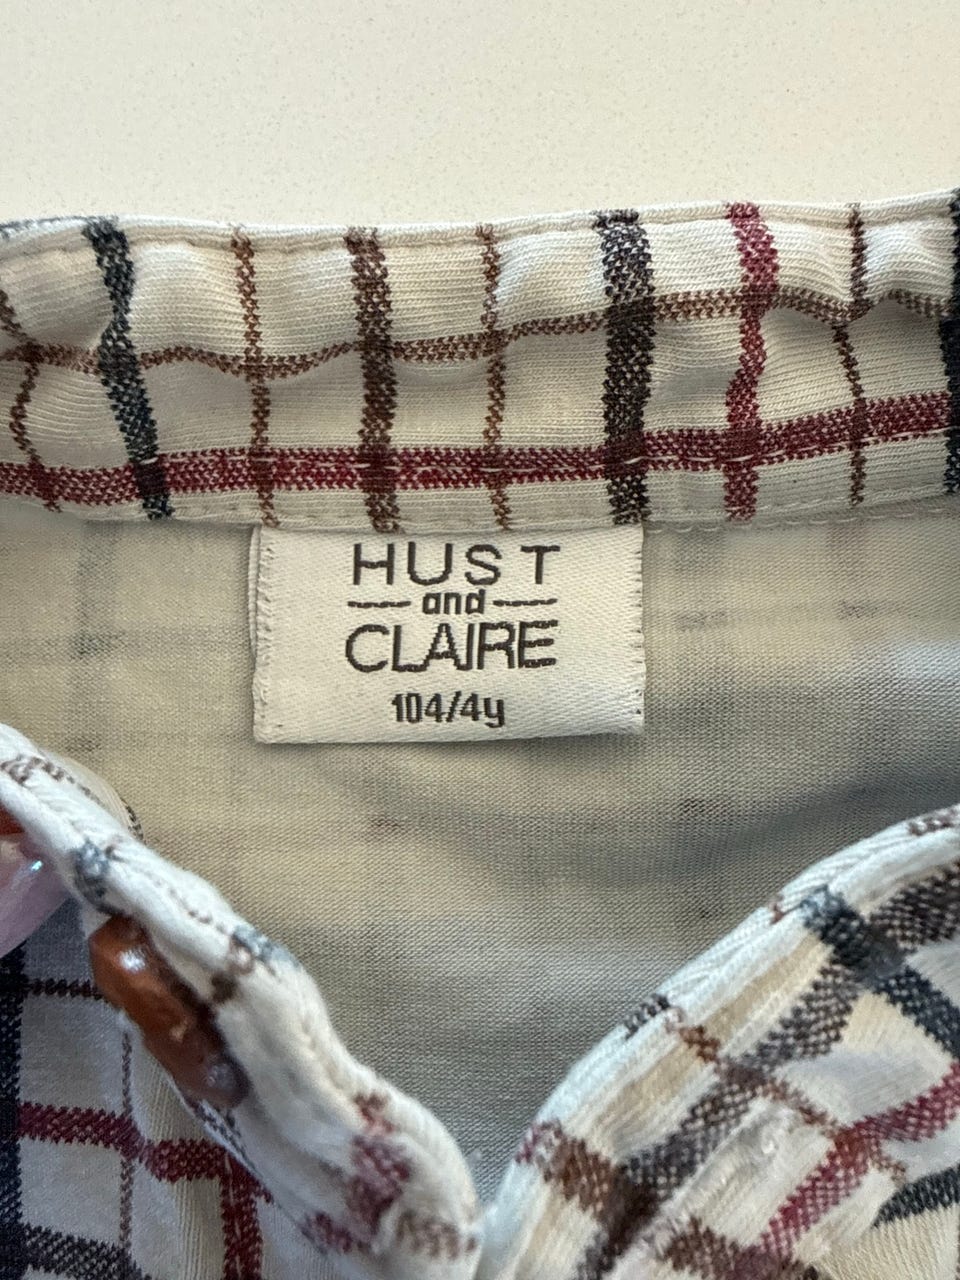 HUST
and
CLAIRE
104/4y